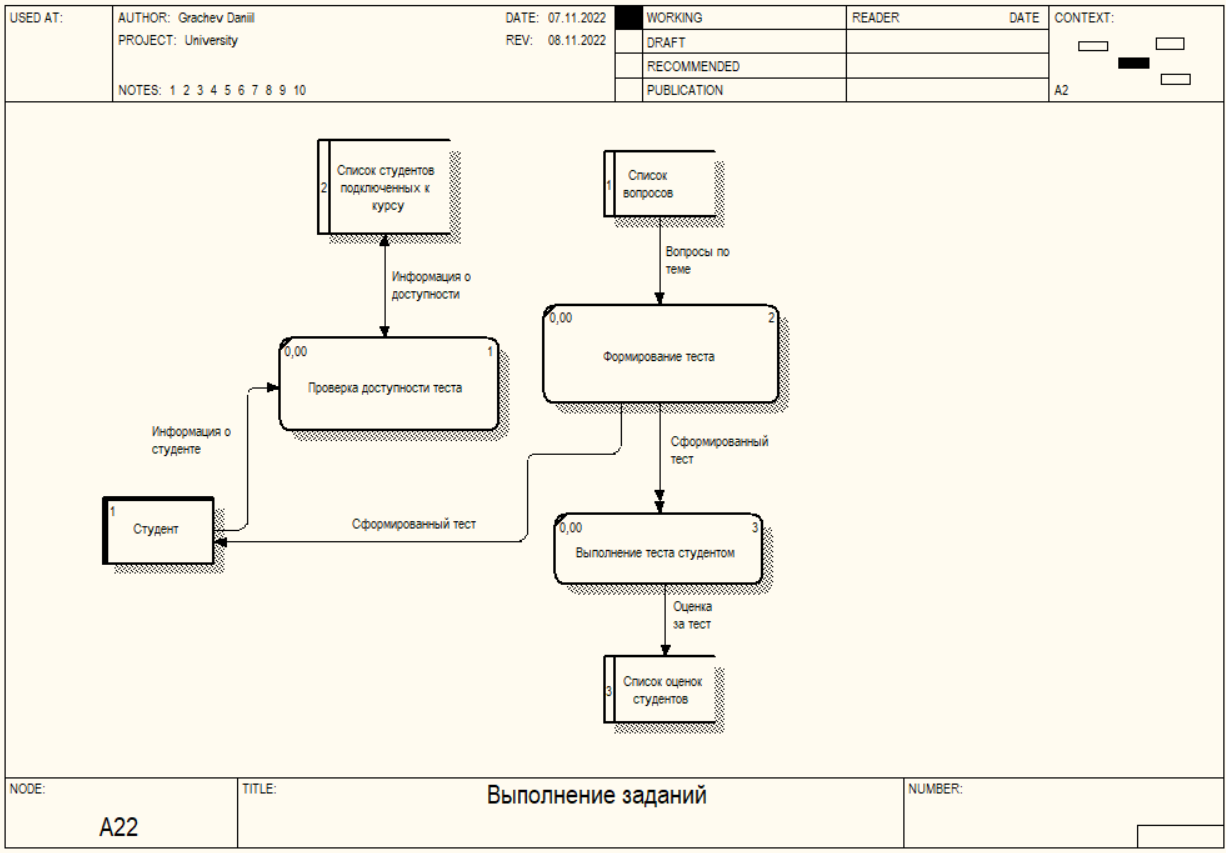 USED AT:
AUTHOR: Grachev Daniil
DATE: 07.11.2022
PROJECT: University
REV: 08.11.2022
NOTES: 1 2 3 4 5 6 7 8 9 10
WORKING
DRAFT
RECOMMENDED
PUBLICATION
READER
DATE
CONTEXT:
A2
2
Список студентов
подключенных к
курсу
1
Список
вопросов
Информация о
доступности
Вопросы по
теме
0,00
1
Проверка доступности теста
0,00
2
Формирование теста
Информация о
студенте
Сформированный
тест
1
Студент
Сформированный тест
0,00
3
Выполнение теста студентом
Оценка
за тест
3
Список оценок
студентов
NODE:
A22
TITLE:
Выполнение заданий
NUMBER: